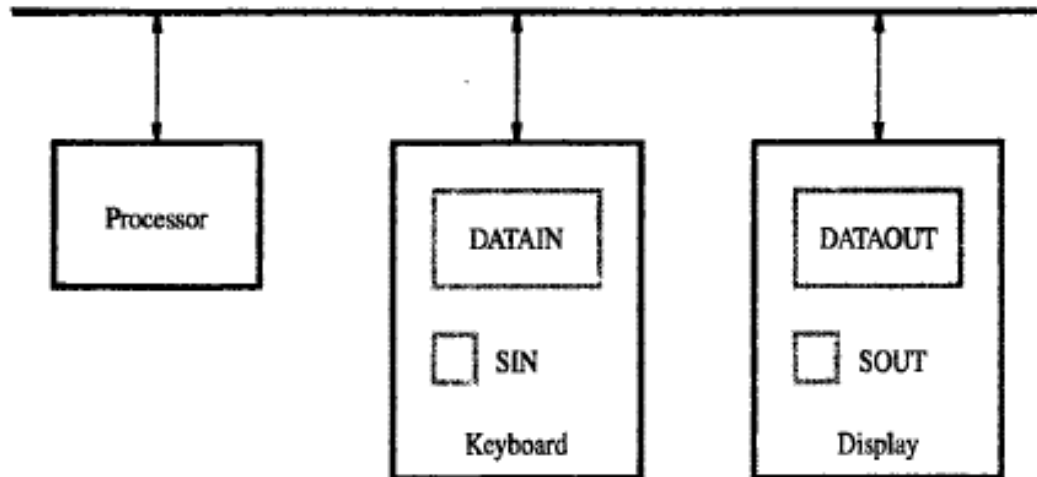 Processor
DATAIN
DATAOUT
SIN
SOUT
Keyboard
Display